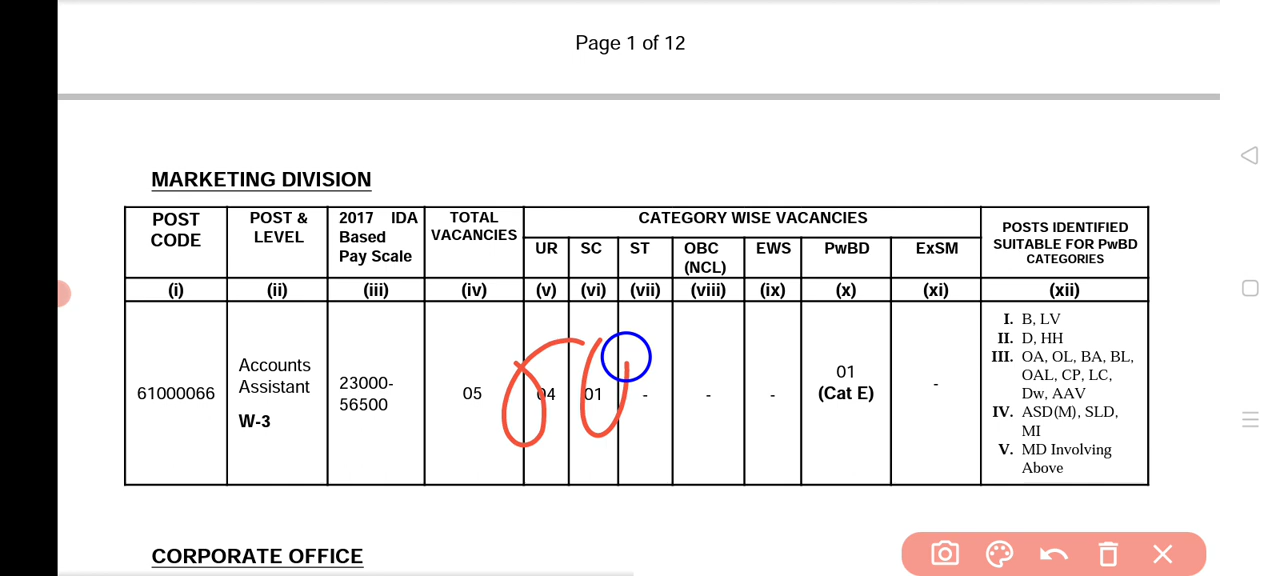 Page 1 of 12
MARKETING DIVISION
POST CODE
POST & LEVEL
2017 IDA Based Pay Scale
TOTAL VACANCIES
CATEGORY WISE VACANCIES
POSTS IDENTIFIED SUITABLE FOR PwBD CATEGORIES
UR SC ST OBC (NCL) EWS PwBD ExSM
(i) (ii) (iii) (iv) (v) (vi) (vii) (viii) (ix) (x) (xi) (xii)
61000066
Accounts Assistant
W-3
23000-
56500
05
04
01
-
-
-
01
(Cat E)
-
I. B, LV
II. D, HH
III. OA, OL, BA, BL,
OAL, CP, LC,
Dw, AAV
IV. ASD(M), SLD,
MI
V. MD Involving
Above
CORPORATE OFFICE